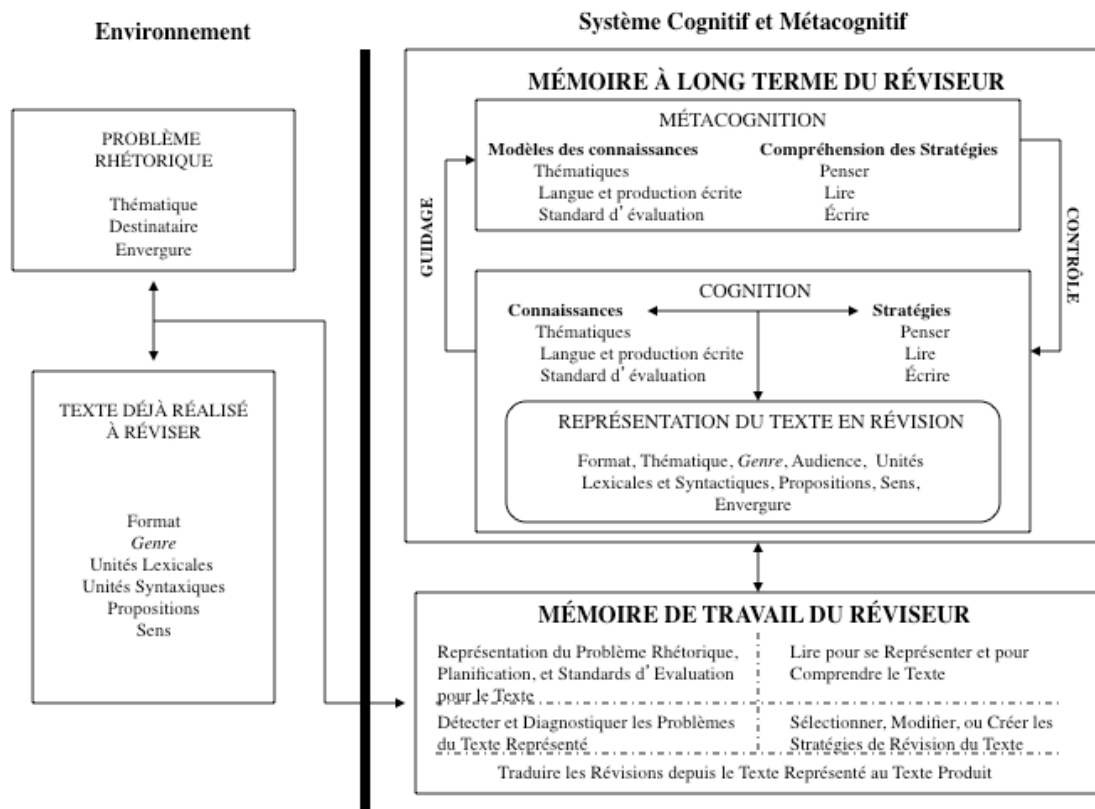 Environnement
Système Cognitif et Métacognitif
PROBLÈME
RHÉTORIQUE
Thématique
Destinataire
Envergure
TEXTE DÉJÀ RÉALISÉ
À RÉVISER
Format
Genre
Unités Lexicales
Unités Syntaxiques
Propositions
Sens
MÉMOIRE À LONG TERME DU RÉVISEUR
MÉTACOGNITION
Modèles des connaissances
Thématiques
Langue et production écrite
Standard d'évaluation
Compréhension des Stratégies
Penser
Lire
Écrire
GUIDAGE
CONTRÔLE
COGNITION
Connaissances
Thématiques
Langue et production écrite
Standard d'évaluation
Stratégies
Penser
Lire
Écrire
REPRÉSENTATION DU TEXTE EN RÉVISION
Format, Thématique, Genre, Audience, Unités
Lexicales et Syntactiques, Propositions, Sens,
Envergure
MÉMOIRE DE TRAVAIL DU RÉVISEUR
Représentation du Problème Rhétorique,
Planification, et Standards d'Evaluation
pour le Texte
Lire pour se Représenter et pour
Comprendre le Texte
Détecter et Diagnostiquer les Problèmes
du Texte Représenté
Sélectionner, Modifier, ou Créer les
Stratégies de Révision du Texte
Traduire les Révisions depuis le Texte Représenté au Texte Produit